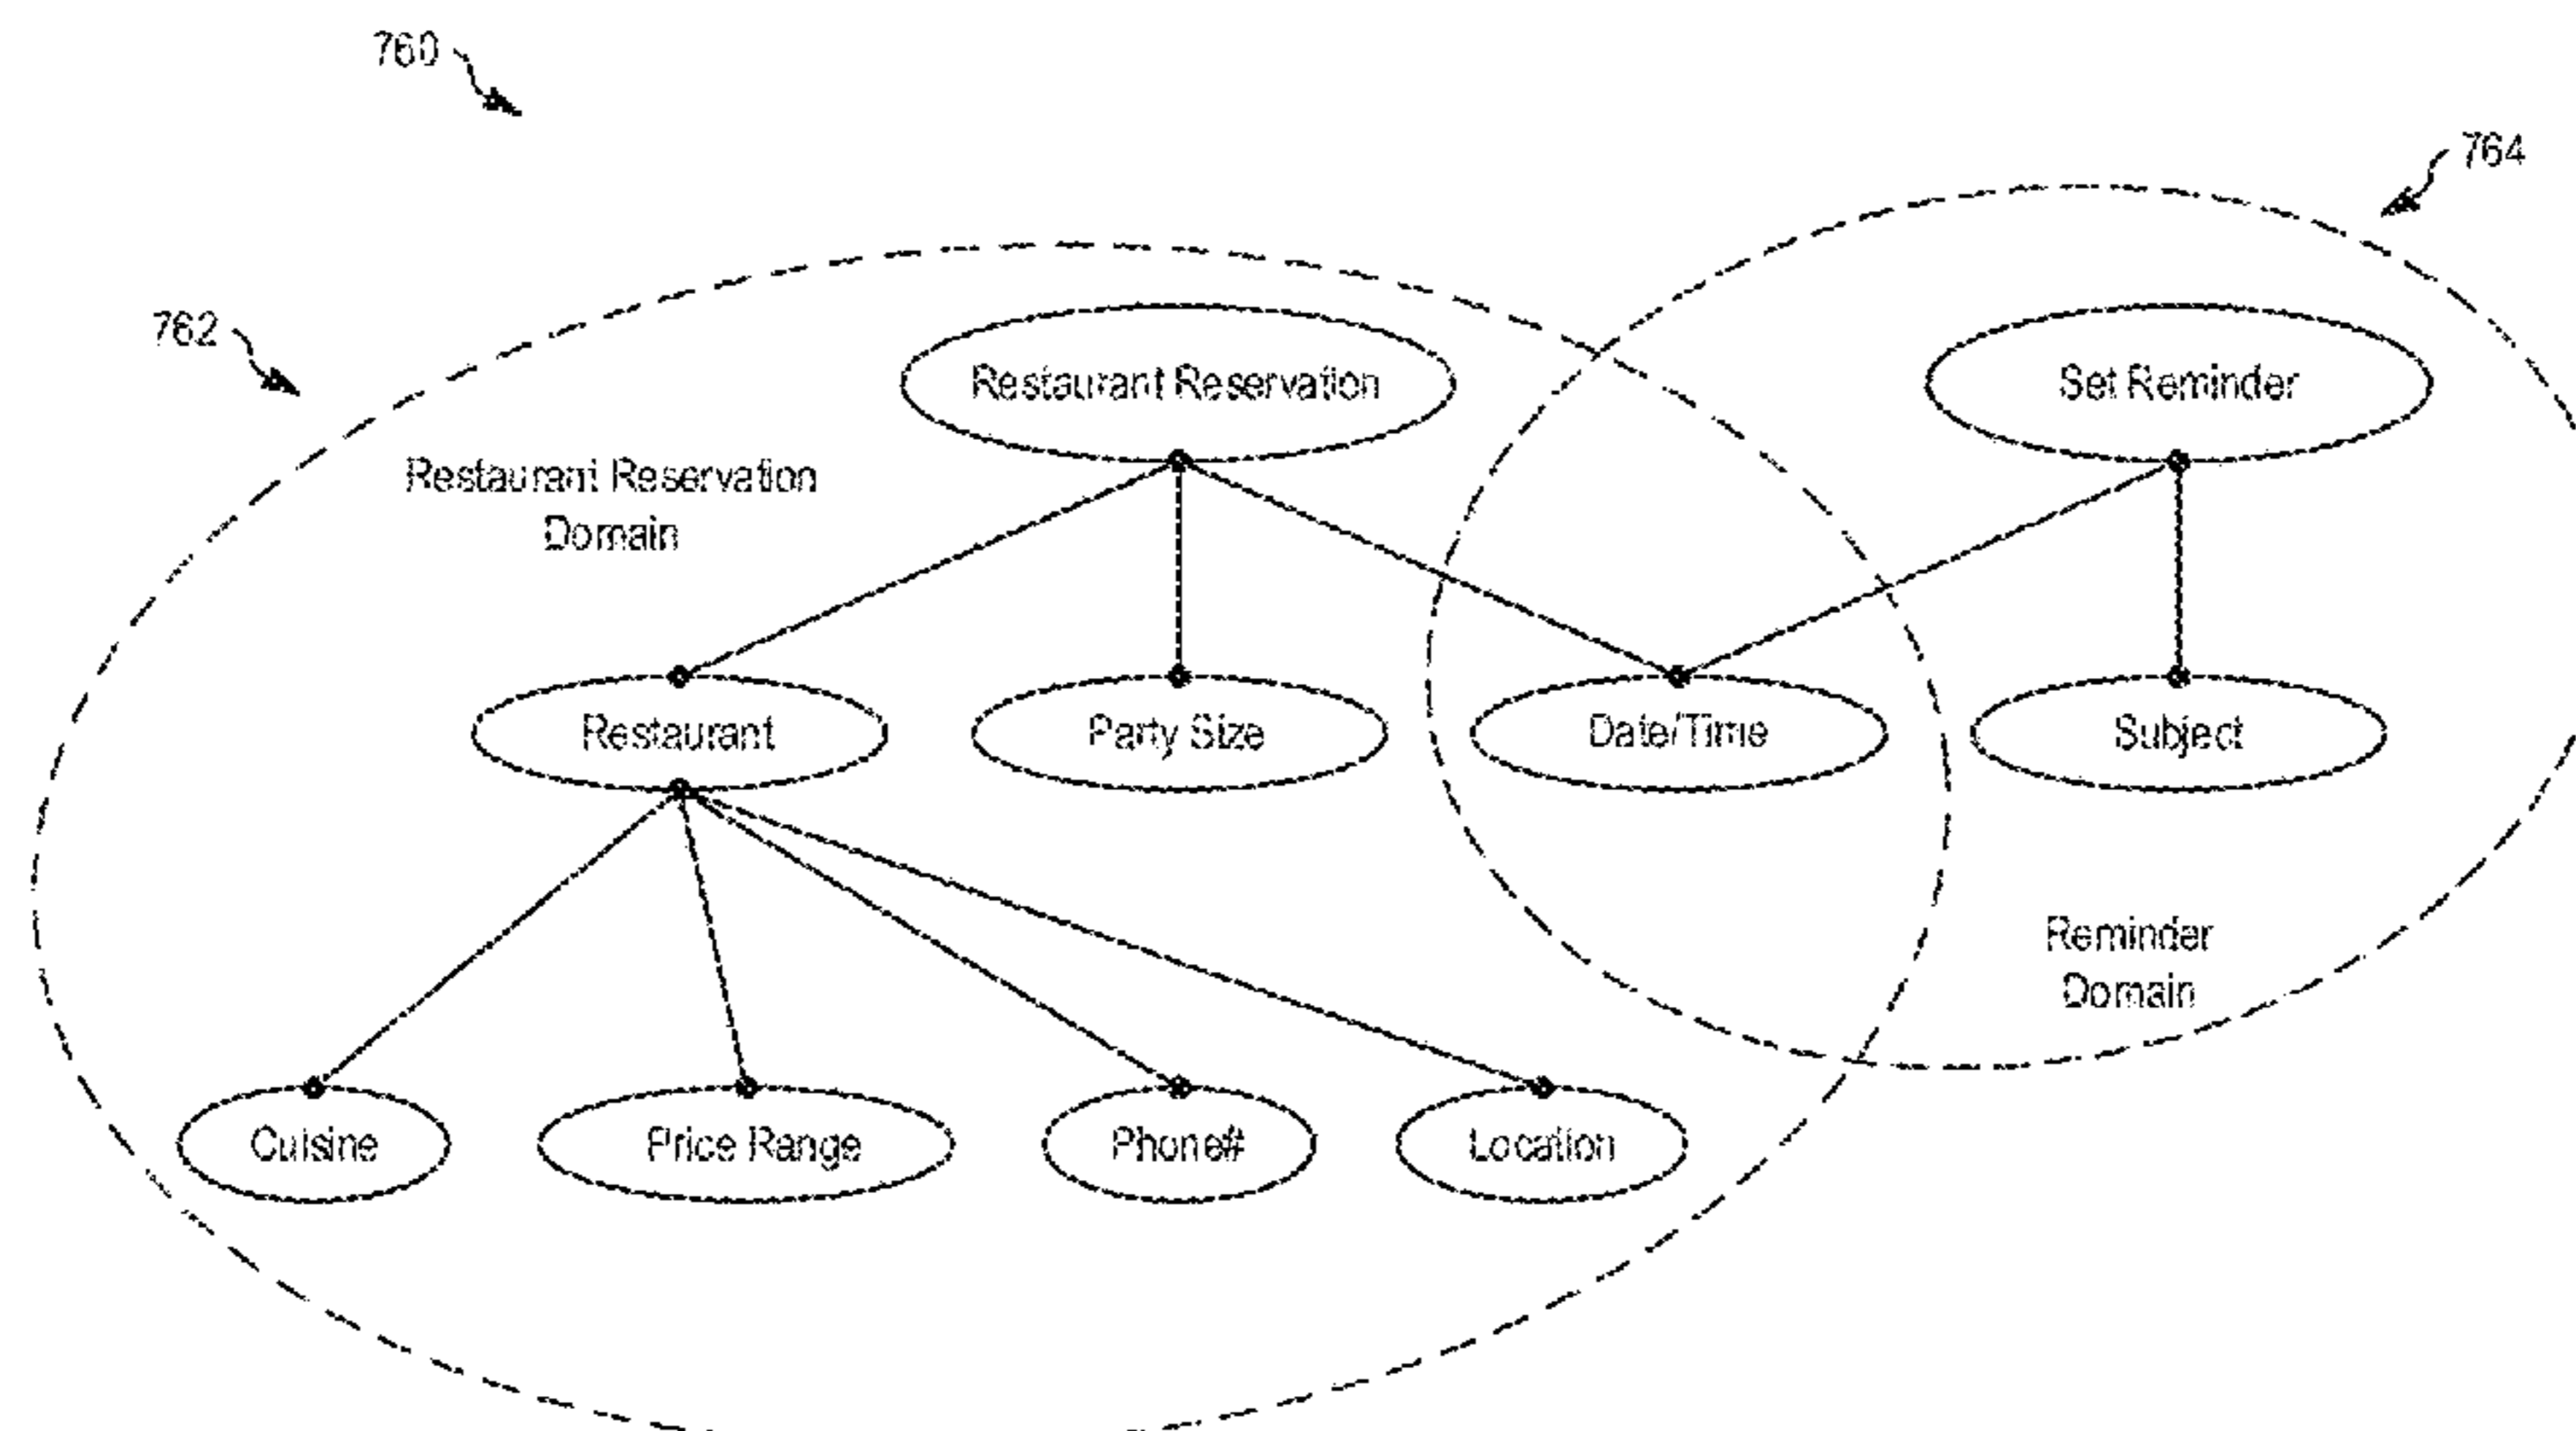 760
764
762
Restaurant Reservation
Set Reminder
Restaurant Reservation
Domain
Restaurant
Party Size
Date/Time
Subject
Reminder
Domain
Cuisine
Price Range
Phone#
Location